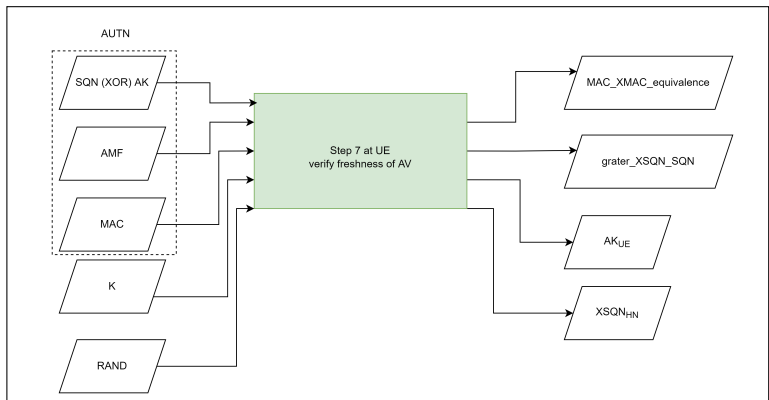 AUTN
SQN (XOR) AK
AMF
MAC
K
RAND
Step 7 at UE
verify freshness of AV
MAC_XMAC_equivalence
grater_XSQN_SQN
AKUE
XSQNHN